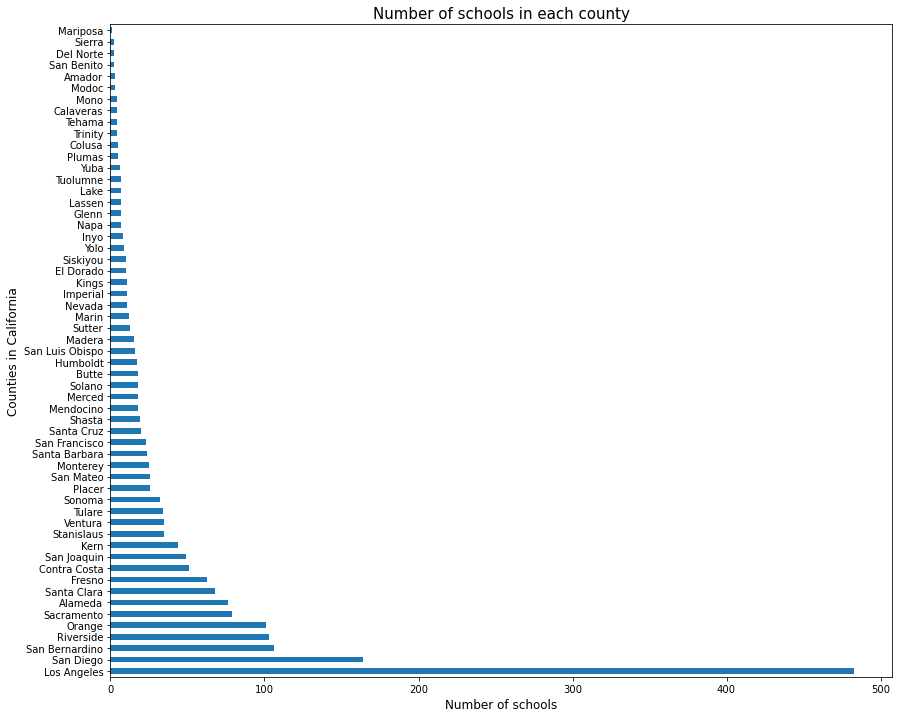 Number of schools in each county
Counties in California
Mariposa
Sierra
Del Norte
San Benito
Amador
Modoc
Mono
Calaveras
Tehama
Trinity
Colusa
Plumas
Yuba
Tuolumne
Lake
Lassen
Glenn
Napa
Inyo
Yolo
Siskiyou
El Dorado
Kings
Imperial
Nevada
Marin
Sutter
Madera
San Luis Obispo
Humboldt
Butte
Solano
Merced
Mendocino
Shasta
Santa Cruz
San Francisco
Santa Barbara
Monterey
San Mateo
Placer
Sonoma
Tulare
Ventura
Stanislaus
Kern
San Joaquin
Contra Costa
Fresno
Santa Clara
Alameda
Sacramento
Orange
Riverside
San Bernardino
San Diego
Los Angeles
0 100 200 300 400 500
Number of schools